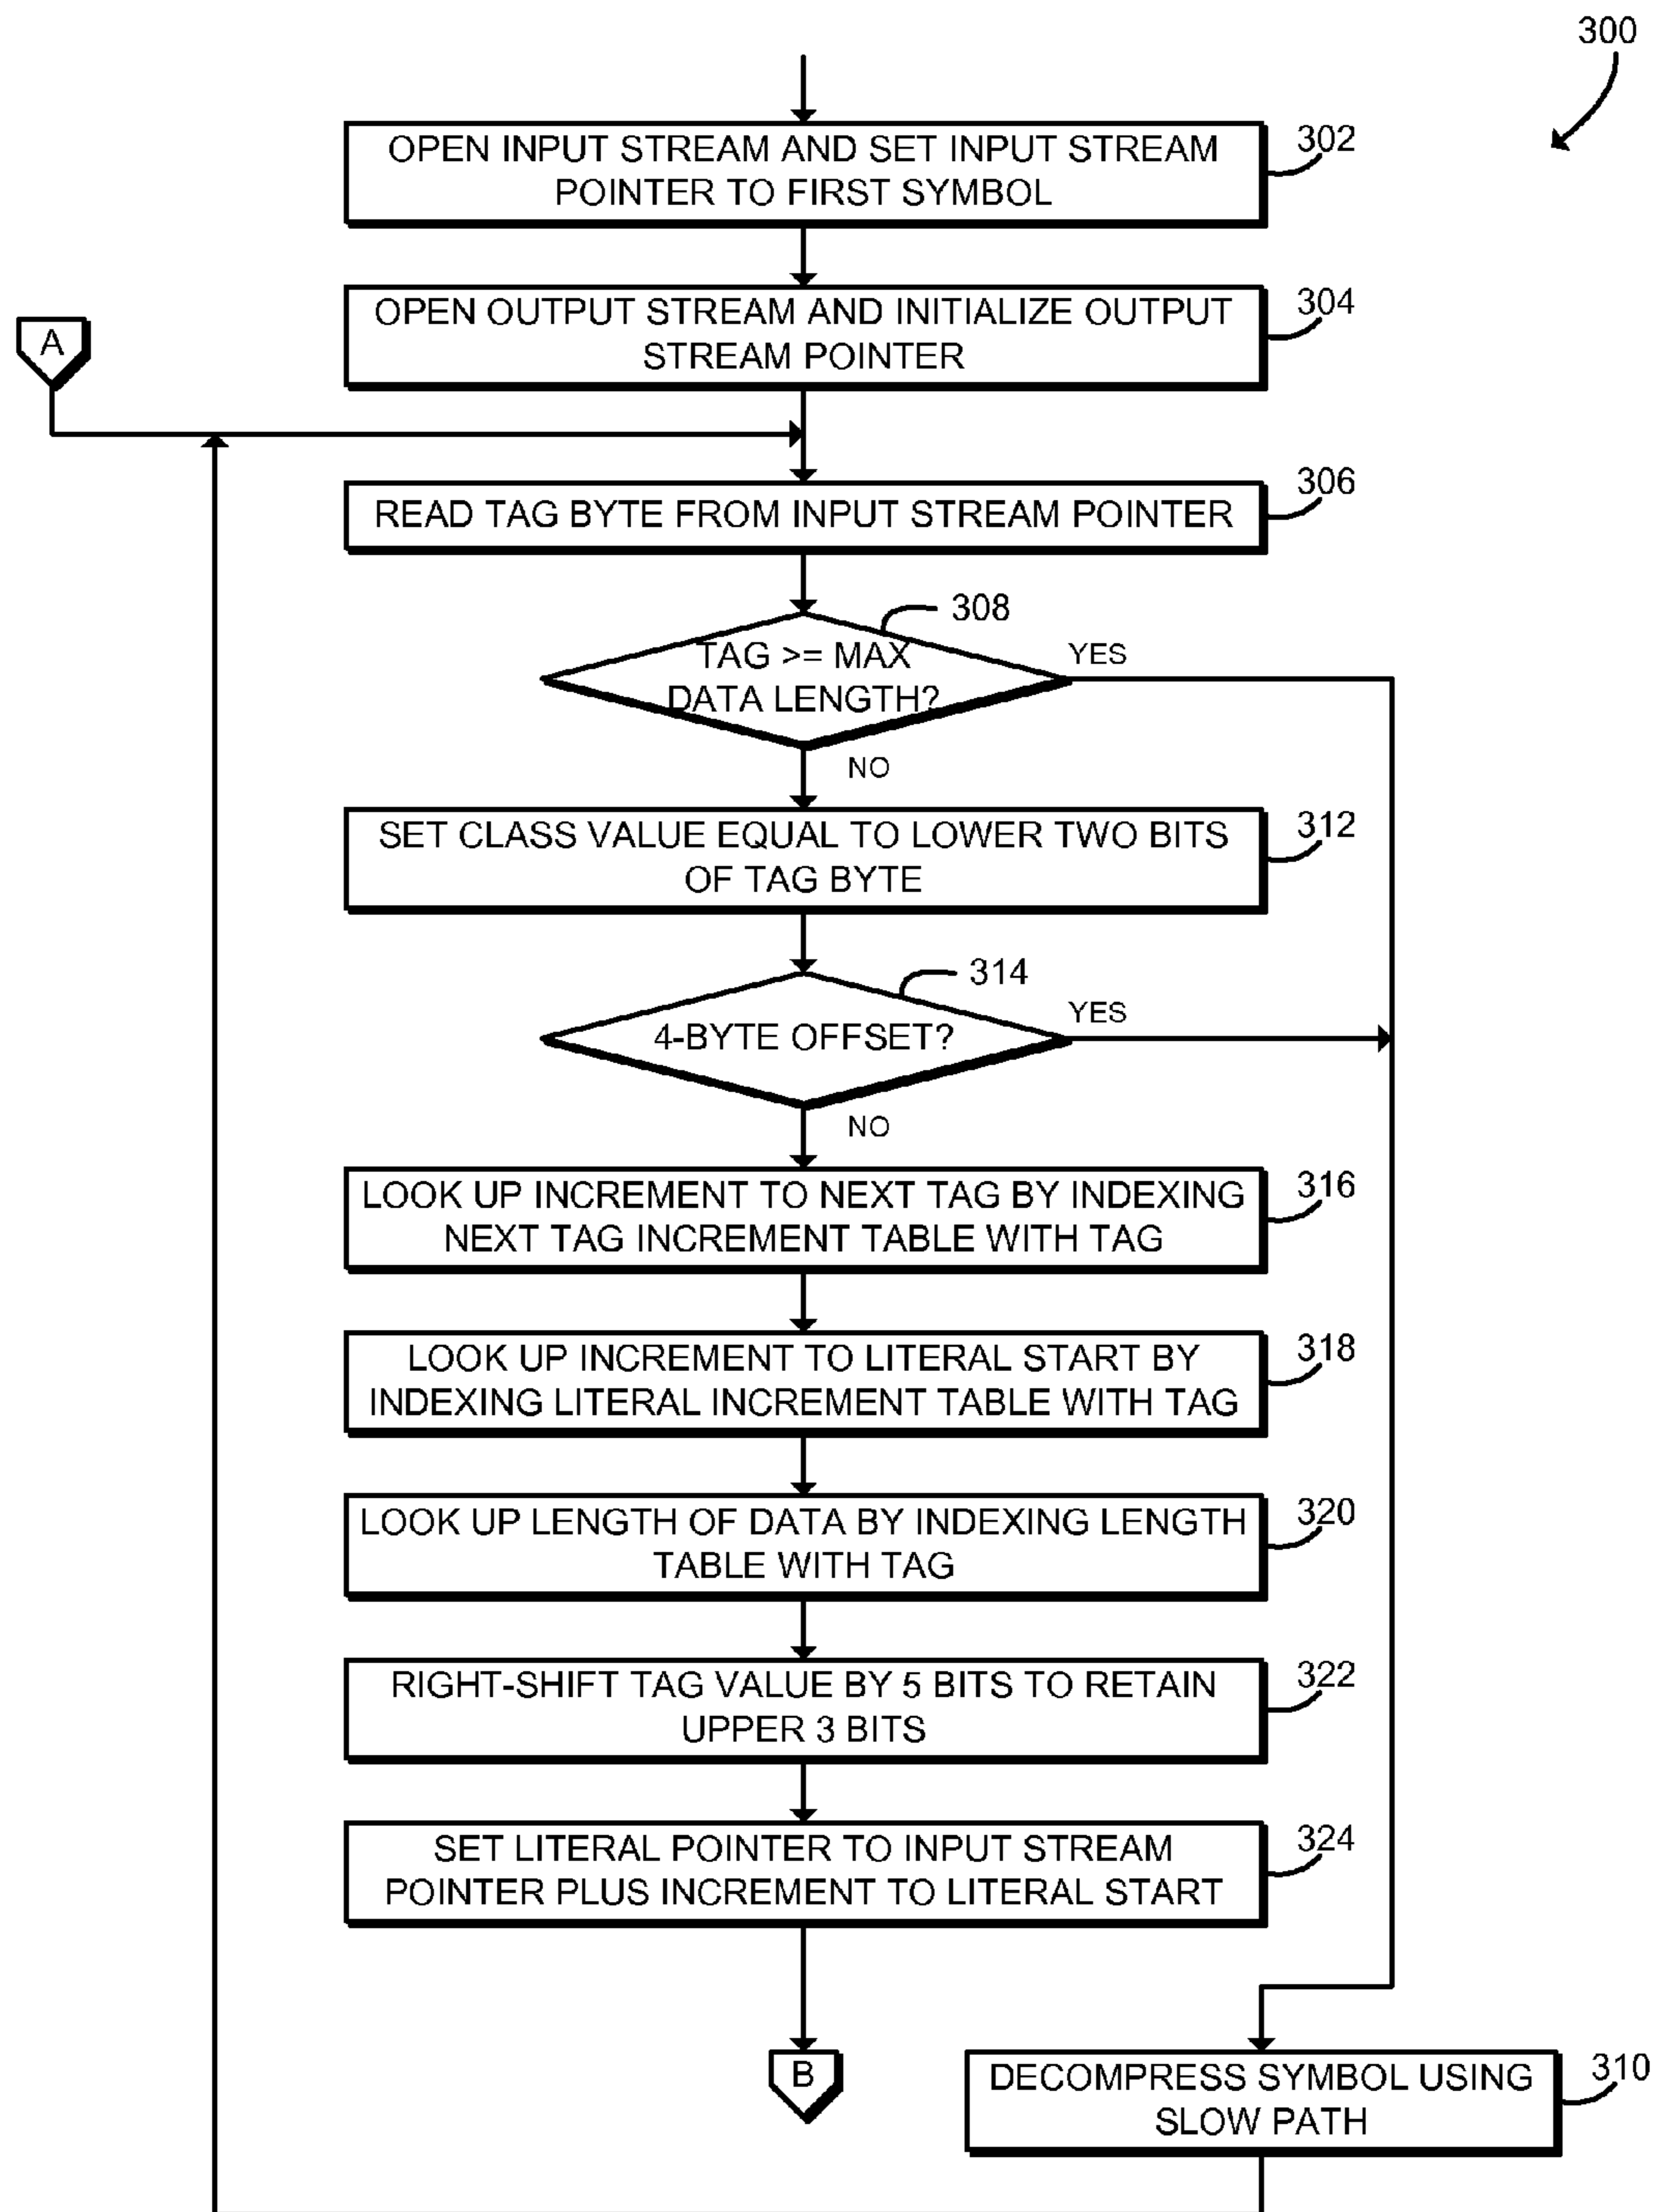 300
OPEN INPUT STREAM AND SET INPUT STREAM
POINTER TO FIRST SYMBOL
302
OPEN OUTPUT STREAM AND INITIALIZE OUTPUT
STREAM POINTER
304
A
READ TAG BYTE FROM INPUT STREAM POINTER
306
308
TAG >= MAX
DATA LENGTH?
YES
NO
SET CLASS VALUE EQUAL TO LOWER TWO BITS
OF TAG BYTE
312
314
4-BYTE OFFSET?
YES
NO
LOOK UP INCREMENT TO NEXT TAG BY INDEXING
NEXT TAG INCREMENT TABLE WITH TAG
316
LOOK UP INCREMENT TO LITERAL START BY
INDEXING LITERAL INCREMENT TABLE WITH TAG
318
LOOK UP LENGTH OF DATA BY INDEXING LENGTH
TABLE WITH TAG
320
RIGHT-SHIFT TAG VALUE BY 5 BITS TO RETAIN
UPPER 3 BITS
322
SET LITERAL POINTER TO INPUT STREAM
POINTER PLUS INCREMENT TO LITERAL START
324
B
DECOMPRESS SYMBOL USING
SLOW PATH
310